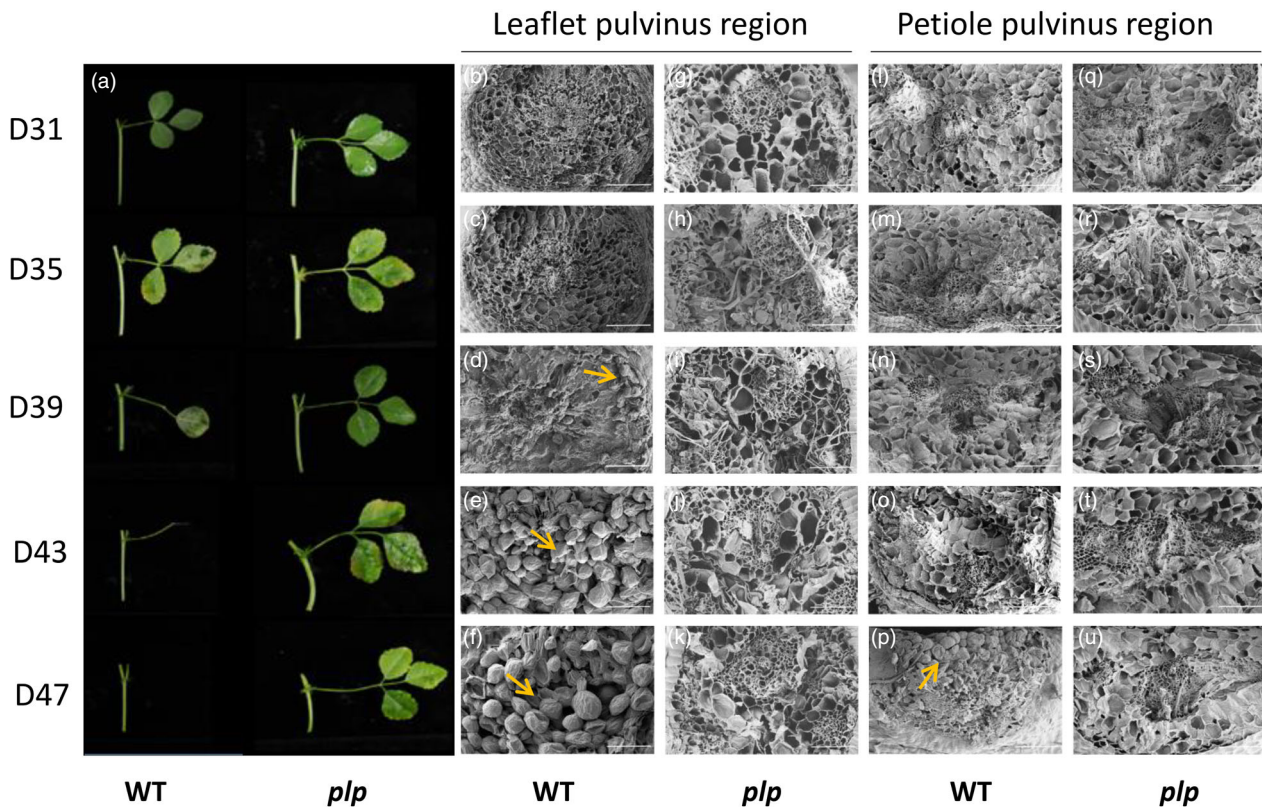 Leaflet pulvinus region Petiole pulvinus region
(a) (b) (g) (l) (q)
D31
(c) (h) (m) (r)
D35
(d) (i) (n) (s)
D39
(e) (j) (o) (t)
D43
(f) (k) (p) (u)
D47
WT plp WT plp WT plp